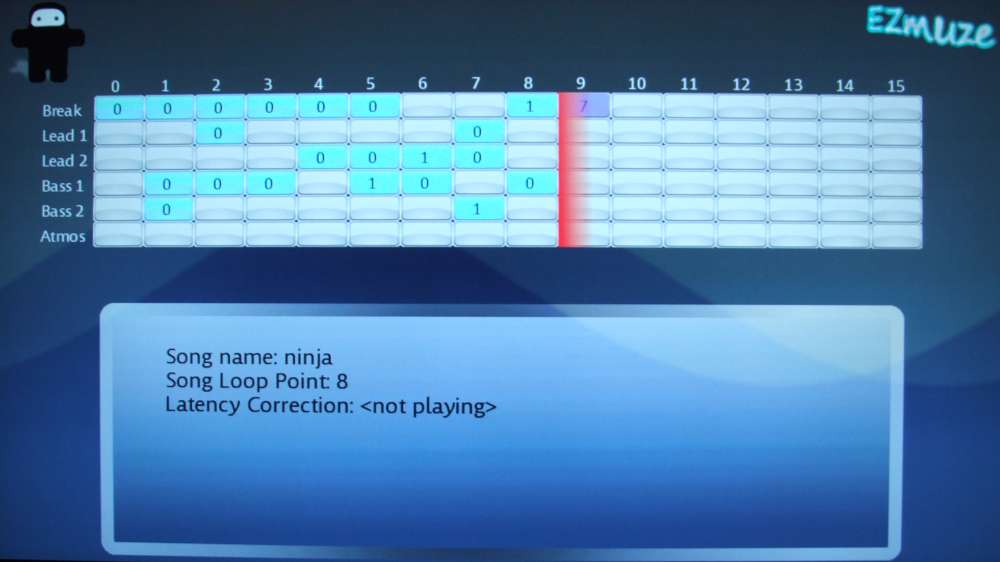 EZmuze
0 1 2 3 4 5 6 7 8 9 10 11 12 13 14 15
Break 0 0 0 0 0 0 1 7
Lead 1 0 0
Lead 2 0 0 1 0
Bass 1 0 0 0 1 0 0
Bass 2 0 1
Atmos
Song name: ninja
Song Loop Point: 8
Latency Correction: <not playing>